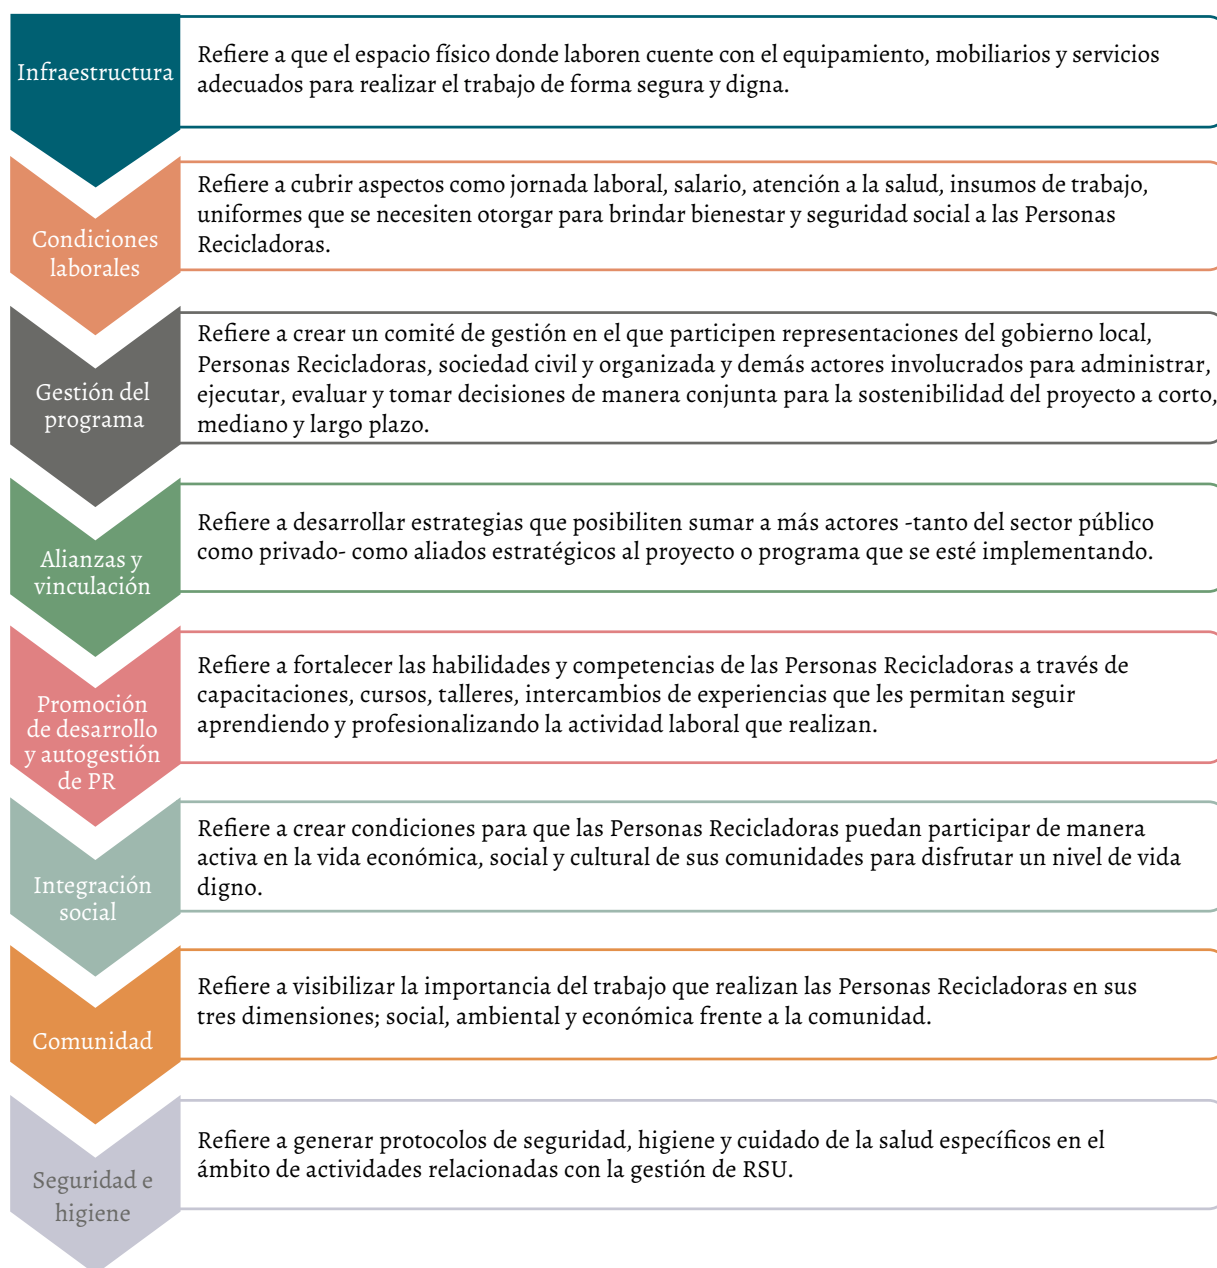 Infraestructura
Refiere a que el espacio físico donde laboren cuente con el equipamiento, mobiliarios y servicios
adecuados para realizar el trabajo de forma segura y digna.
Condiciones
laborales
Refiere a cubrir aspectos como jornada laboral, salario, atención a la salud, insumos de trabajo,
uniformes que se necesiten otorgar para brindar bienestar y seguridad social a las Personas
Recicladoras.
Gestión del
programa
Refiere a crear un comité de gestión en el que participen representaciones del gobierno local,
Personas Recicladoras, sociedad civil y organizada y demás actores involucrados para administrar,
ejecutar, evaluar y tomar decisiones de manera conjunta para la sostenibilidad del proyecto a corto,
mediano y largo plazo.
Alianzas y
vinculación
Refiere a desarrollar estrategias que posibiliten sumar a más actores -tanto del sector público
como privado- como aliados estratégicos al proyecto o programa que se esté implementando.
Promoción
de desarrollo
y autogestión
de PR
Refiere a fortalecer las habilidades y competencias de las Personas Recicladoras a través de
capacitaciones, cursos, talleres, intercambios de experiencias que les permitan seguir
aprendiendo y profesionalizando la actividad laboral que realizan.
Integración
social
Refiere a crear condiciones para que las Personas Recicladoras puedan participar de manera
activa en la vida económica, social y cultural de sus comunidades para disfrutar un nivel de vida
digno.
Comunidad
Refiere a visibilizar la importancia del trabajo que realizan las Personas Recicladoras en sus
tres dimensiones; social, ambiental y económica frente a la comunidad.
Seguridad e
higiene
Refiere a generar protocolos de seguridad, higiene y cuidado de la salud específicos en el
ámbito de actividades relacionadas con la gestión de RSU.